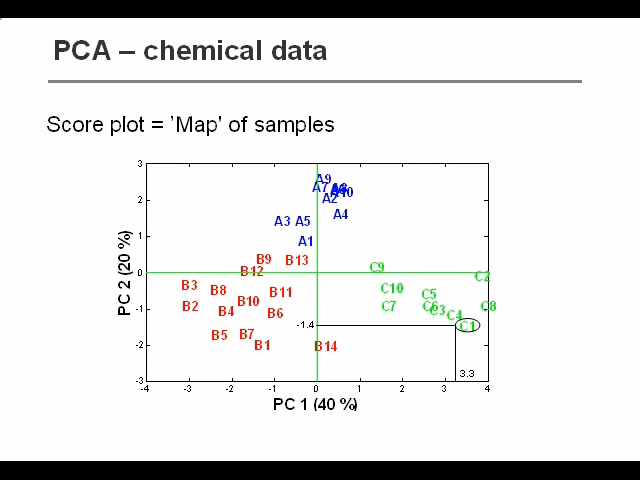 PCA – chemical data
Score plot = ’Map' of samples
3
A9
A7
A10
2
A2
A4
A3 A5
1
A1
B9 B13
C9
B12
0
C2
B3
B8
B11
C10
C5
B2
B10
C7
C6
C3
C8
-1
B4
B6
C4
-1.4
C1
B5 B7
B1
B14
-2
3.3
-3
-4 -3 -2 -1 0 1 2 3 4
PC 2 (20 %)
PC 1 (40 %)